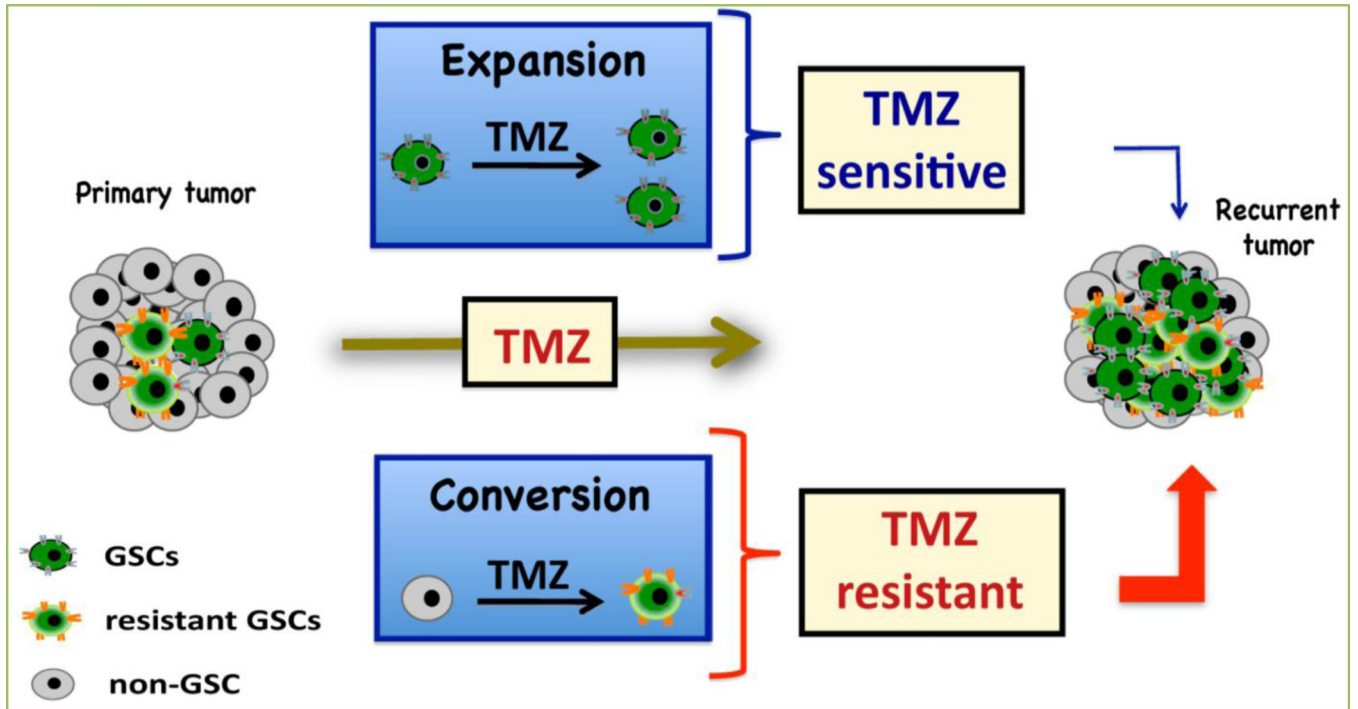 Expansion
TMZ
TMZ
sensitive
Primary tumor
Recurrent
tumor
TMZ
Conversion
TMZ
TMZ
resistant
GSCs
resistant GSCs
non-GSC